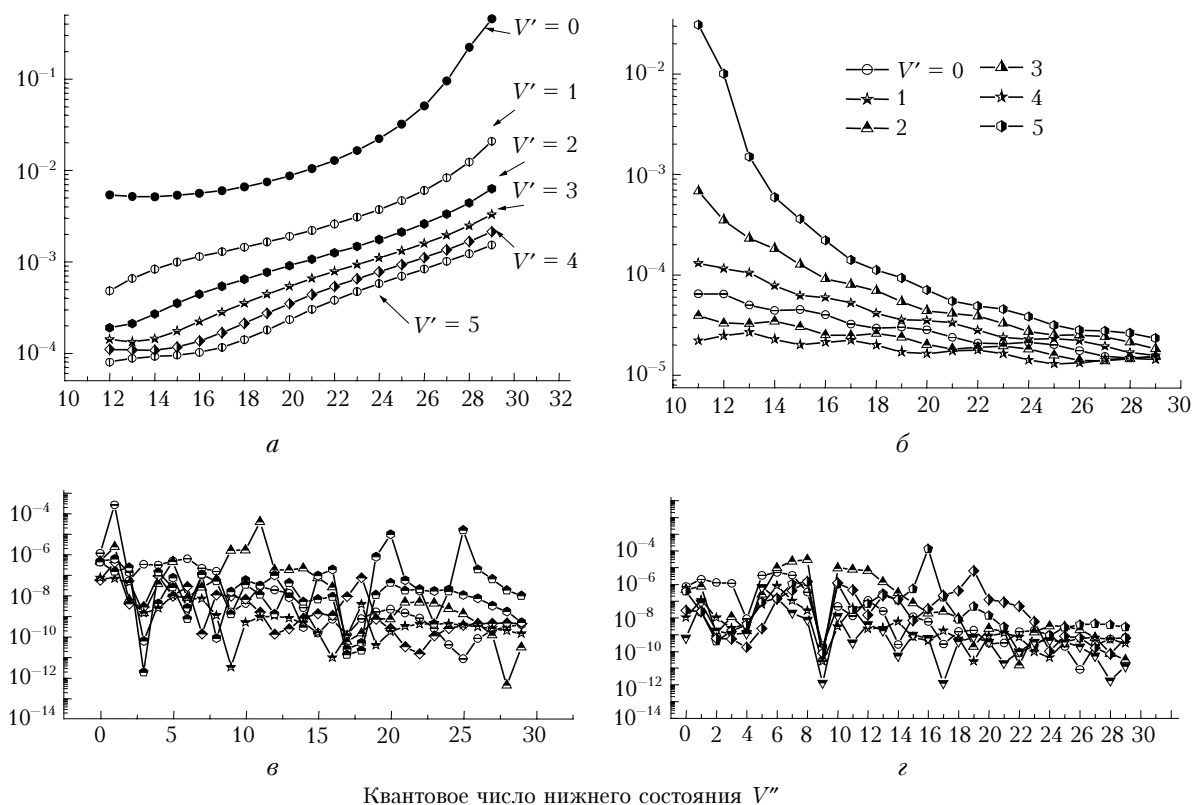 10⁻¹
10⁻²
10⁻³
10⁻⁴
V′ = 0
V′ = 1
V′ = 2
V′ = 3
V′ = 4
V′ = 5
10 12 14 16 18 20 22 24 26 28 30 32
а
10⁻²
10⁻³
10⁻⁴
10⁻⁵
V′ = 0
1
2
3
4
5
10 12 14 16 18 20 22 24 26 28 30
б
10⁻⁴
10⁻⁶
10⁻⁸
10⁻¹⁰
10⁻¹²
10⁻¹⁴
0 5 10 15 20 25 30
в
10⁻⁴
10⁻⁶
10⁻⁸
10⁻¹⁰
10⁻¹²
10⁻¹⁴
0 2 4 6 8 10 12 14 16 18 20 22 24 26 28 30
г
Квантовое число нижнего состояния V″